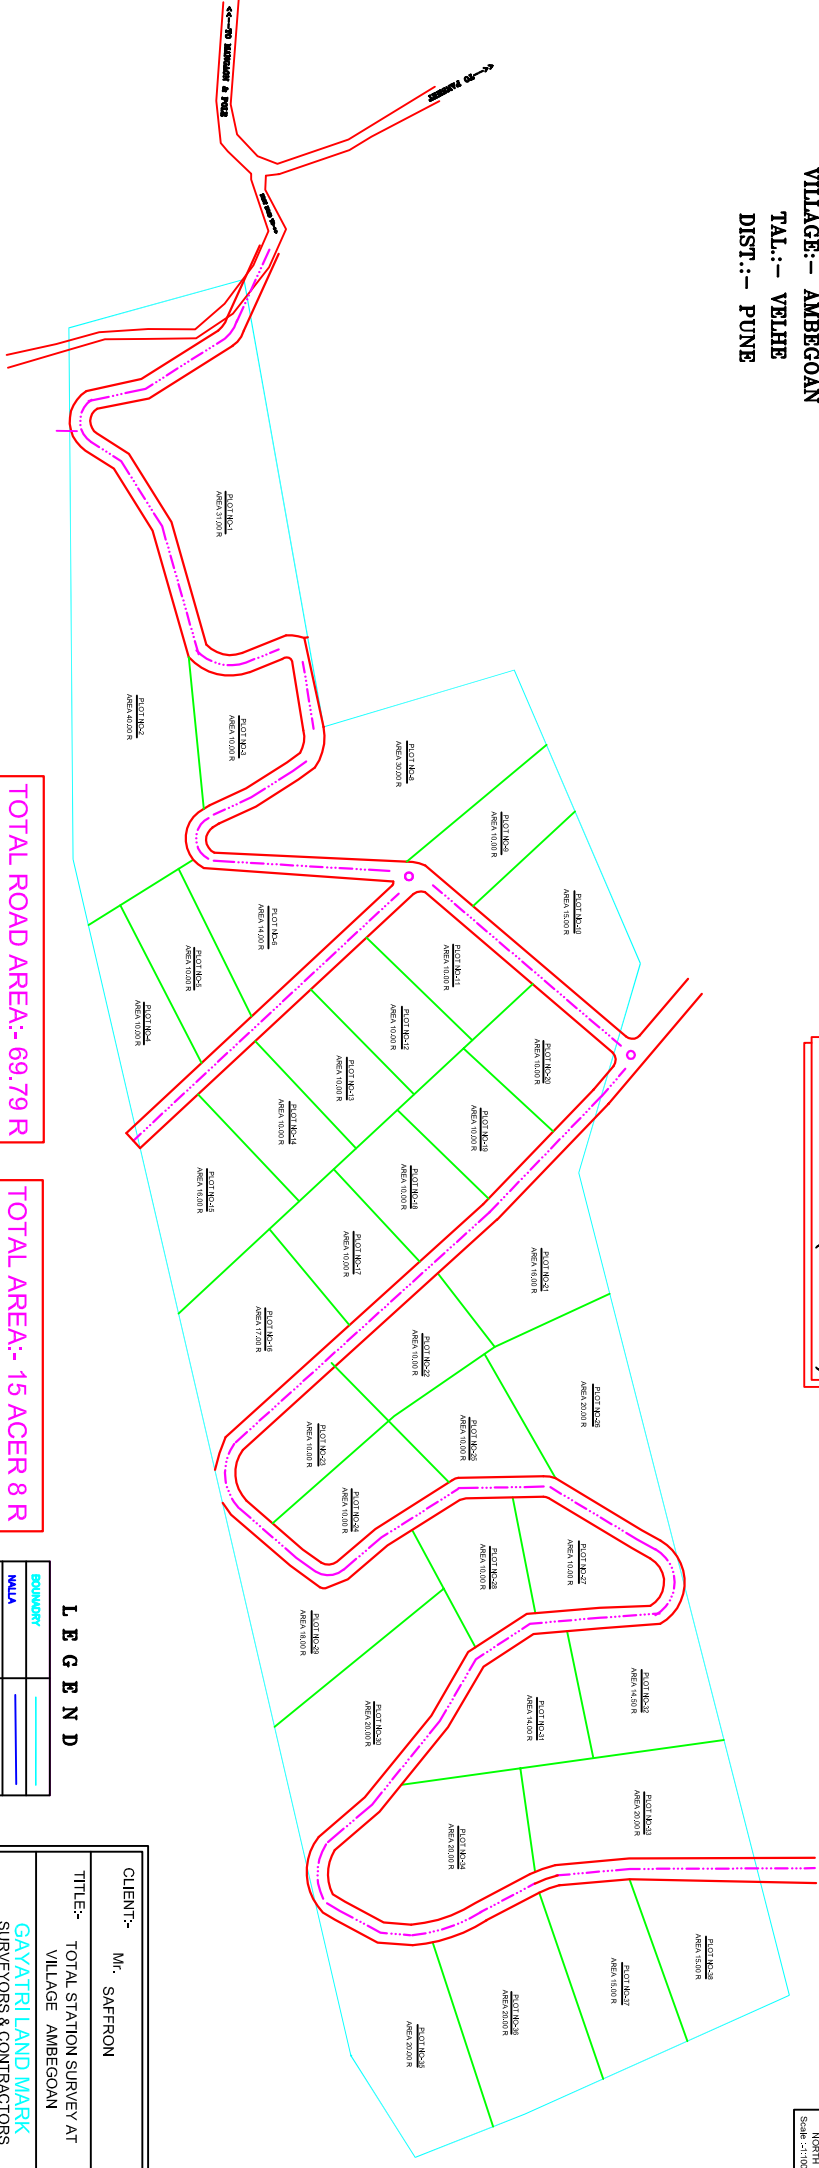 VILLAGE:- AMBEGOAN
TAL.:- VELHE
DIST.:- PUNE
PLOT NO-1
AREA 31.00 R
PLOT NO-2
AREA 40.00 R
PLOT NO-3
AREA 10.00 R
PLOT NO-4
AREA 10.00 R
PLOT NO-5
AREA 10.00 R
PLOT NO-6
AREA 14.00 R
PLOT NO-8
AREA 30.00 R
PLOT NO-9
AREA 10.00 R
PLOT NO-10
AREA 15.00 R
PLOT NO-11
AREA 10.00 R
PLOT NO-12
AREA 10.00 R
PLOT NO-13
AREA 10.00 R
PLOT NO-14
AREA 10.00 R
PLOT NO-15
AREA 16.00 R
PLOT NO-16
AREA 17.00 R
PLOT NO-17
AREA 10.00 R
PLOT NO-18
AREA 10.00 R
PLOT NO-19
AREA 10.00 R
PLOT NO-20
AREA 10.00 R
PLOT NO-21
AREA 16.00 R
PLOT NO-22
AREA 10.00 R
PLOT NO-23
AREA 10.00 R
PLOT NO-24
AREA 10.00 R
PLOT NO-25
AREA 10.00 R
PLOT NO-26
AREA 20.00 R
PLOT NO-27
AREA 10.00 R
PLOT NO-28
AREA 10.00 R
PLOT NO-29
AREA 18.00 R
PLOT NO-30
AREA 20.00 R
PLOT NO-31
AREA 14.00 R
PLOT NO-32
AREA 14.50 R
PLOT NO-33
AREA 20.00 R
PLOT NO-34
AREA 20.00 R
PLOT NO-35
AREA 20.00 R
PLOT NO-36
AREA 20.00 R
PLOT NO-37
AREA 15.00 R
PLOT NO-38
AREA 15.00 R
TOTAL ROAD AREA:- 69.79 R
TOTAL AREA:- 15 ACER 8 R
LEGEND
BOUNADRY
NALLA
CLIENT:- Mr. SAFFRON
TITLE:- TOTAL STATION SURVEY AT
VILLAGE AMBEGOAN
GAYATRI LAND MARK
SURVEYORS & CONTRACTORS
NORTH